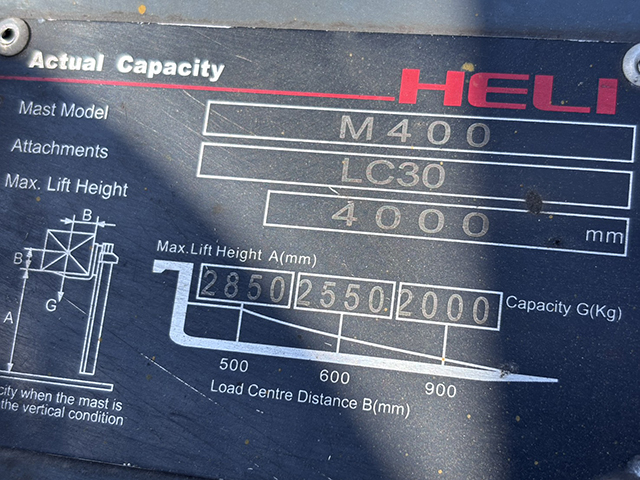 Actual Capacity
HELI
Mast Model M400
Attachments LC30
Max. Lift Height 4000 mm
B
B
G
A
Max.Lift Height A(mm)
2850 2550 2000 Capacity G(Kg)
500 600 900
Load Centre Distance B(mm)
city when the mast is
the vertical condition